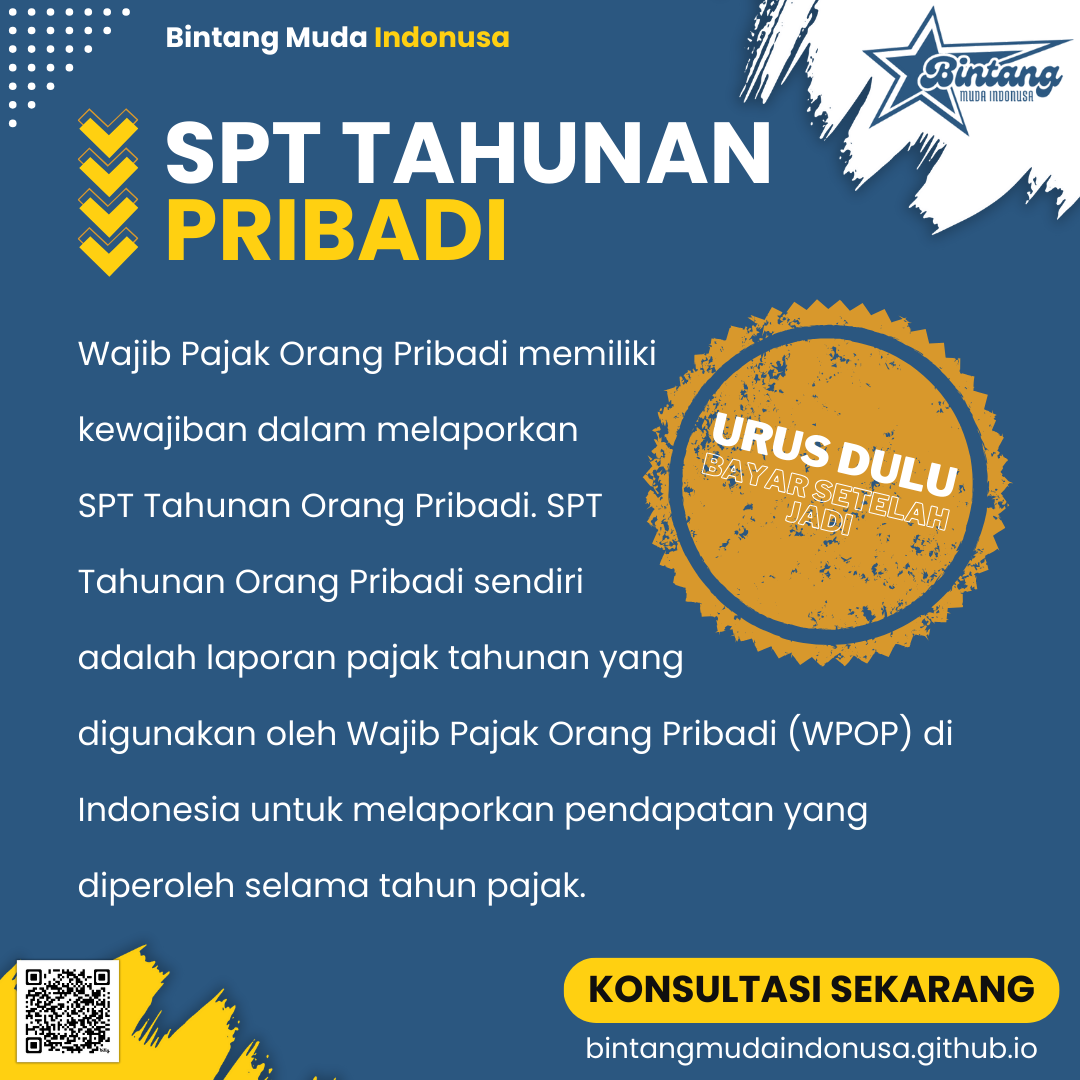 Bintang Muda Indonusa
Bintang
MUDA INDONUSA
SPT TAHUNAN
PRIBADI
Wajib Pajak Orang Pribadi memiliki
kewajiban dalam melaporkan
SPT Tahunan Orang Pribadi. SPT
Tahunan Orang Pribadi sendiri
adalah laporan pajak tahunan yang
digunakan oleh Wajib Pajak Orang Pribadi (WPOP) di
Indonesia untuk melaporkan pendapatan yang
diperoleh selama tahun pajak.
URUS DULU
BAYAR SETELAH
JADI
KONSULTASI SEKARANG
bintangmudaindonusa.github.io